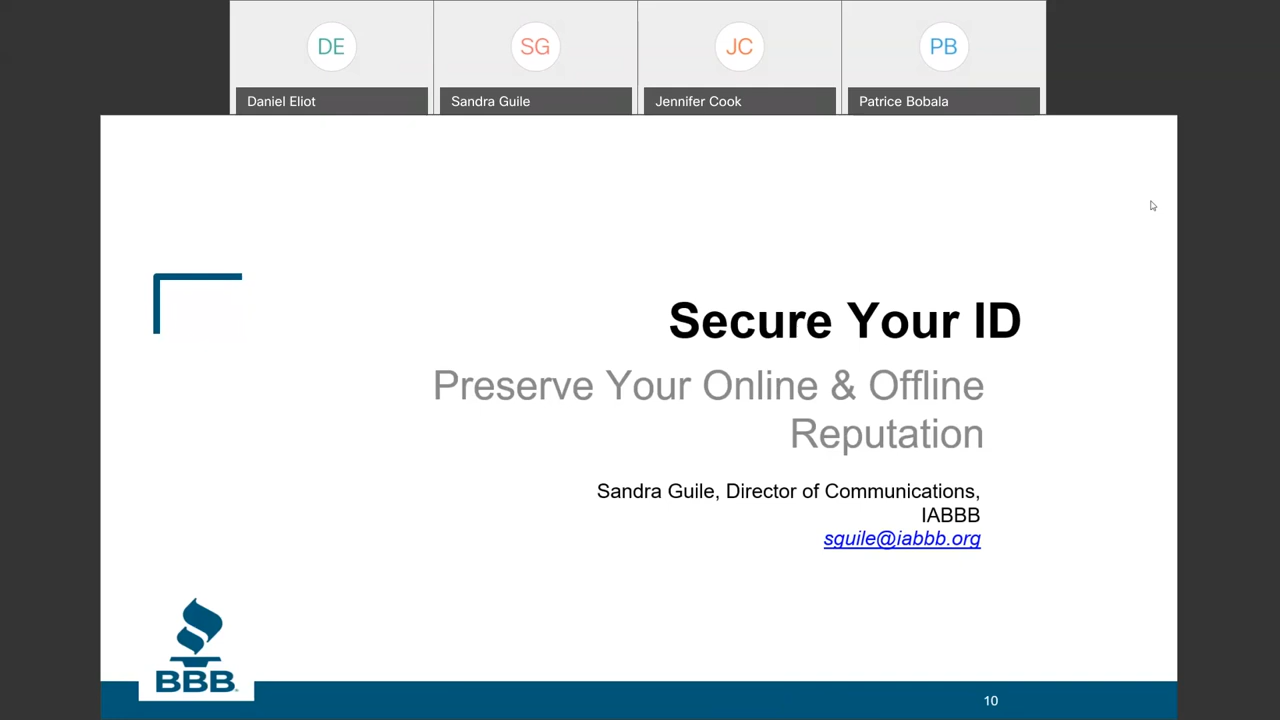 DE
SG
JC
PB
Daniel Eliot
Sandra Guile
Jennifer Cook
Patrice Bobala
Secure Your ID
Preserve Your Online & Offline
Reputation
Sandra Guile, Director of Communications,
IABBB
sguile@iabbb.org
BBB
10